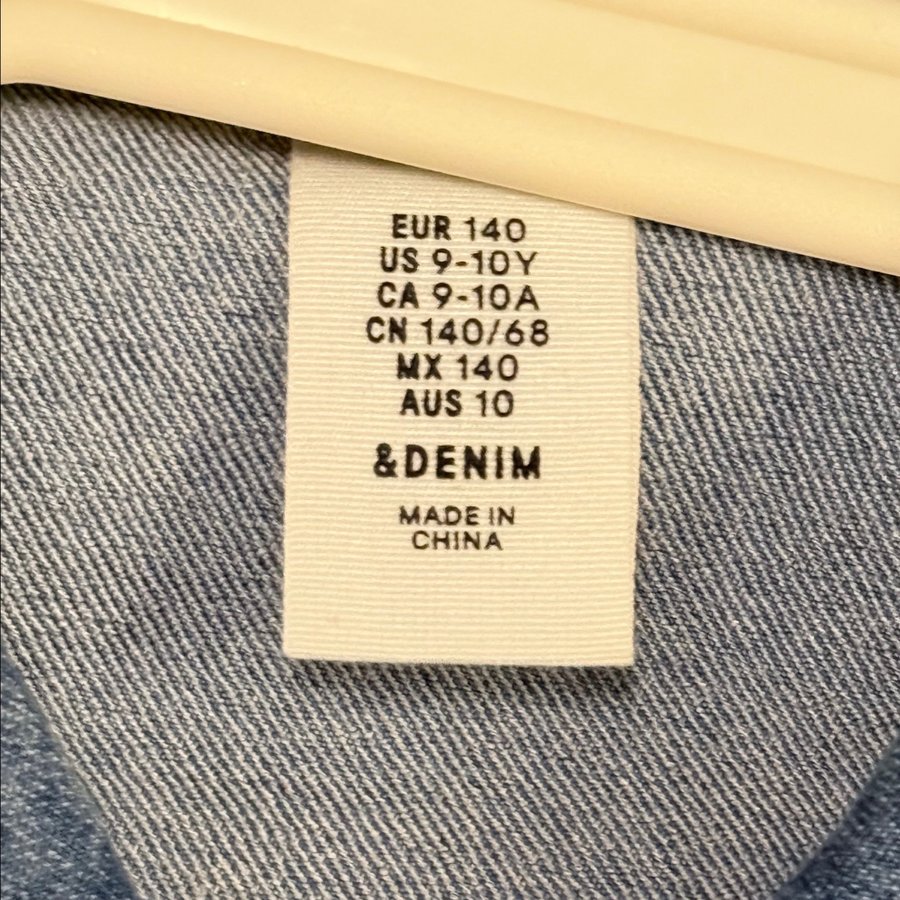 EUR 140
US 9-10Y
CA 9-10A
CN 140/68
MX 140
AUS 10
&DENIM
MADE IN
CHINA